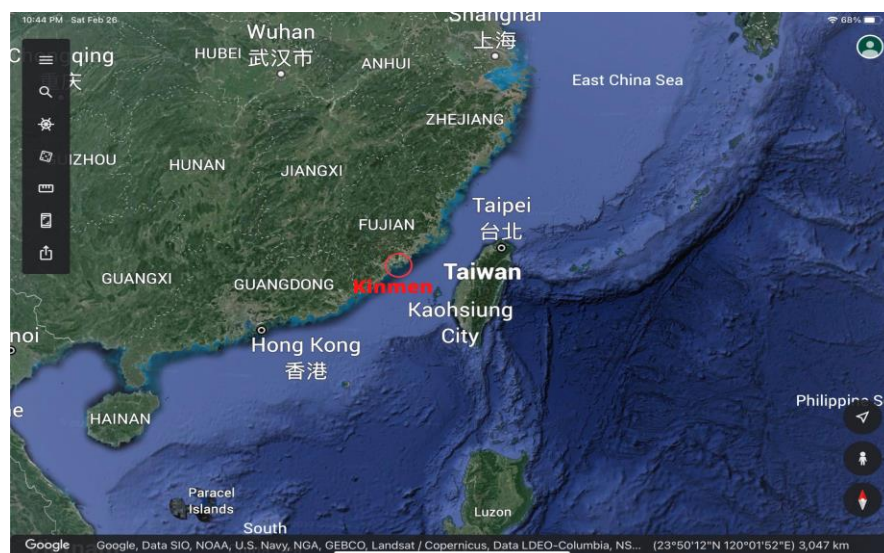 10:44 PM Sat Feb 26
68%
Shanghai
上海
Wuhan
武汉市
HUBEI
ANHUI
qing
庆
East China Sea
ZHEJIANG
UIZHOU
HUNAN
JIANGXI
Taipei
台北
FUJIAN
Taiwan
GUANGXI
GUANGDONG
Kinmen
Kaohsiung
City
noi
Hong Kong
香港
HAINAN
Philippine S
Paracel
Islands
Luzon
South
Google
Google, Data SIO, NOAA, U.S. Navy, NGA, GEBCO, Landsat / Copernicus, Data LDEO-Columbia, NS...
(23°50'12"N 120°01'52"E) 3,047 km